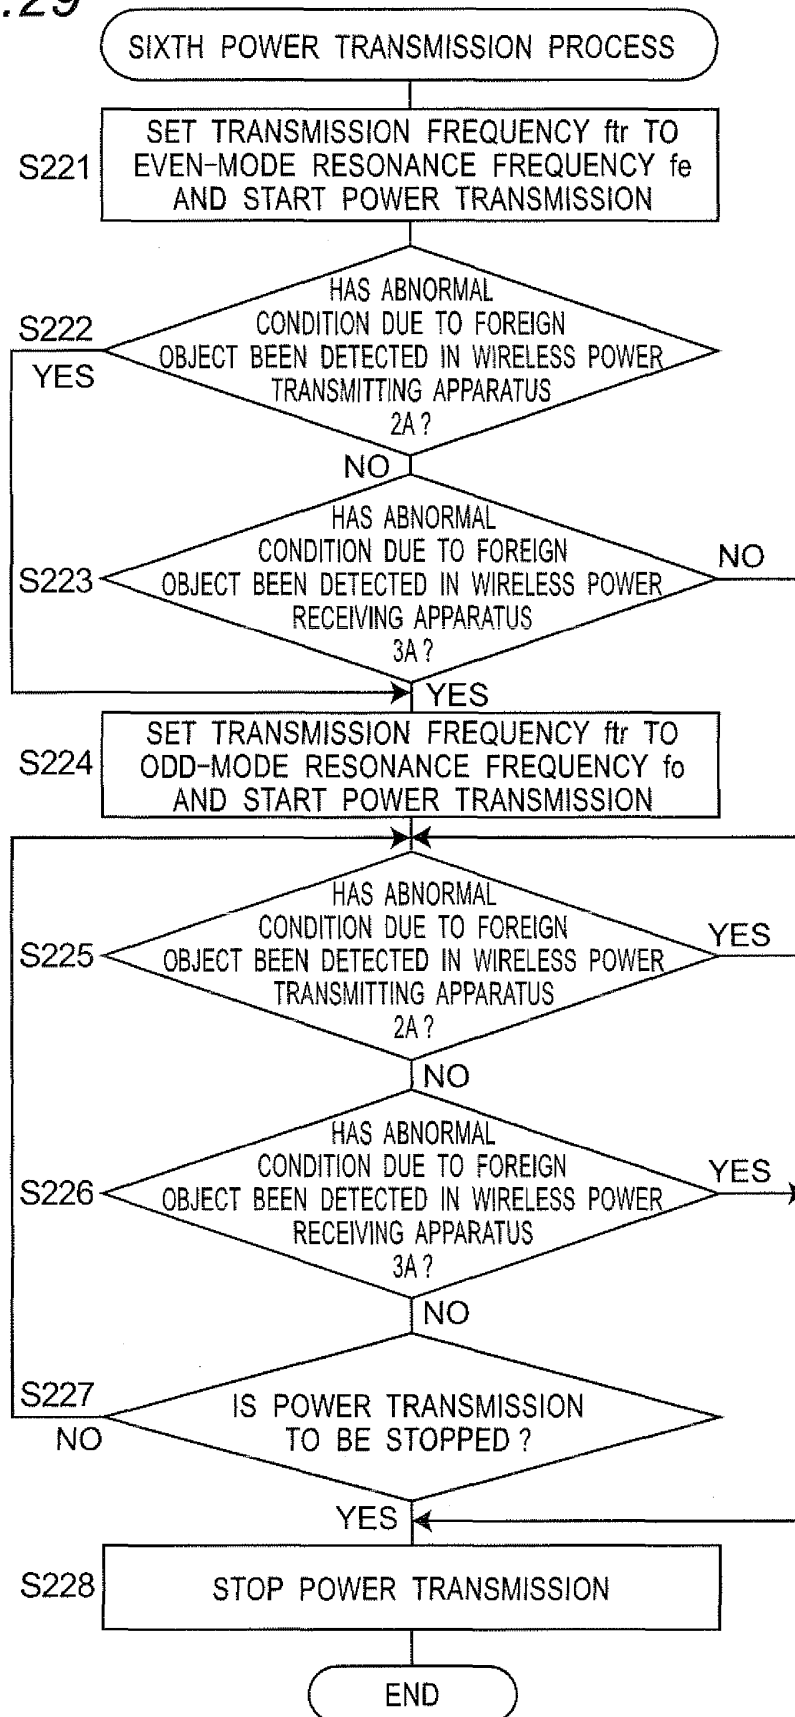 .29
SIXTH POWER TRANSMISSION PROCESS
S221
SET TRANSMISSION FREQUENCY ftr TO
EVEN-MODE RESONANCE FREQUENCY fe
AND START POWER TRANSMISSION
S222
YES
HAS ABNORMAL
CONDITION DUE TO FOREIGN
OBJECT BEEN DETECTED IN WIRELESS POWER
TRANSMITTING APPARATUS
2A?
NO
S223
HAS ABNORMAL
CONDITION DUE TO FOREIGN
OBJECT BEEN DETECTED IN WIRELESS POWER
RECEIVING APPARATUS
3A?
NO
YES
S224
SET TRANSMISSION FREQUENCY ftr TO
ODD-MODE RESONANCE FREQUENCY fo
AND START POWER TRANSMISSION
S225
HAS ABNORMAL
CONDITION DUE TO FOREIGN
OBJECT BEEN DETECTED IN WIRELESS POWER
TRANSMITTING APPARATUS
2A?
YES
NO
S226
HAS ABNORMAL
CONDITION DUE TO FOREIGN
OBJECT BEEN DETECTED IN WIRELESS POWER
RECEIVING APPARATUS
3A?
YES
NO
S227
NO
IS POWER TRANSMISSION
TO BE STOPPED?
YES
S228
STOP POWER TRANSMISSION
END